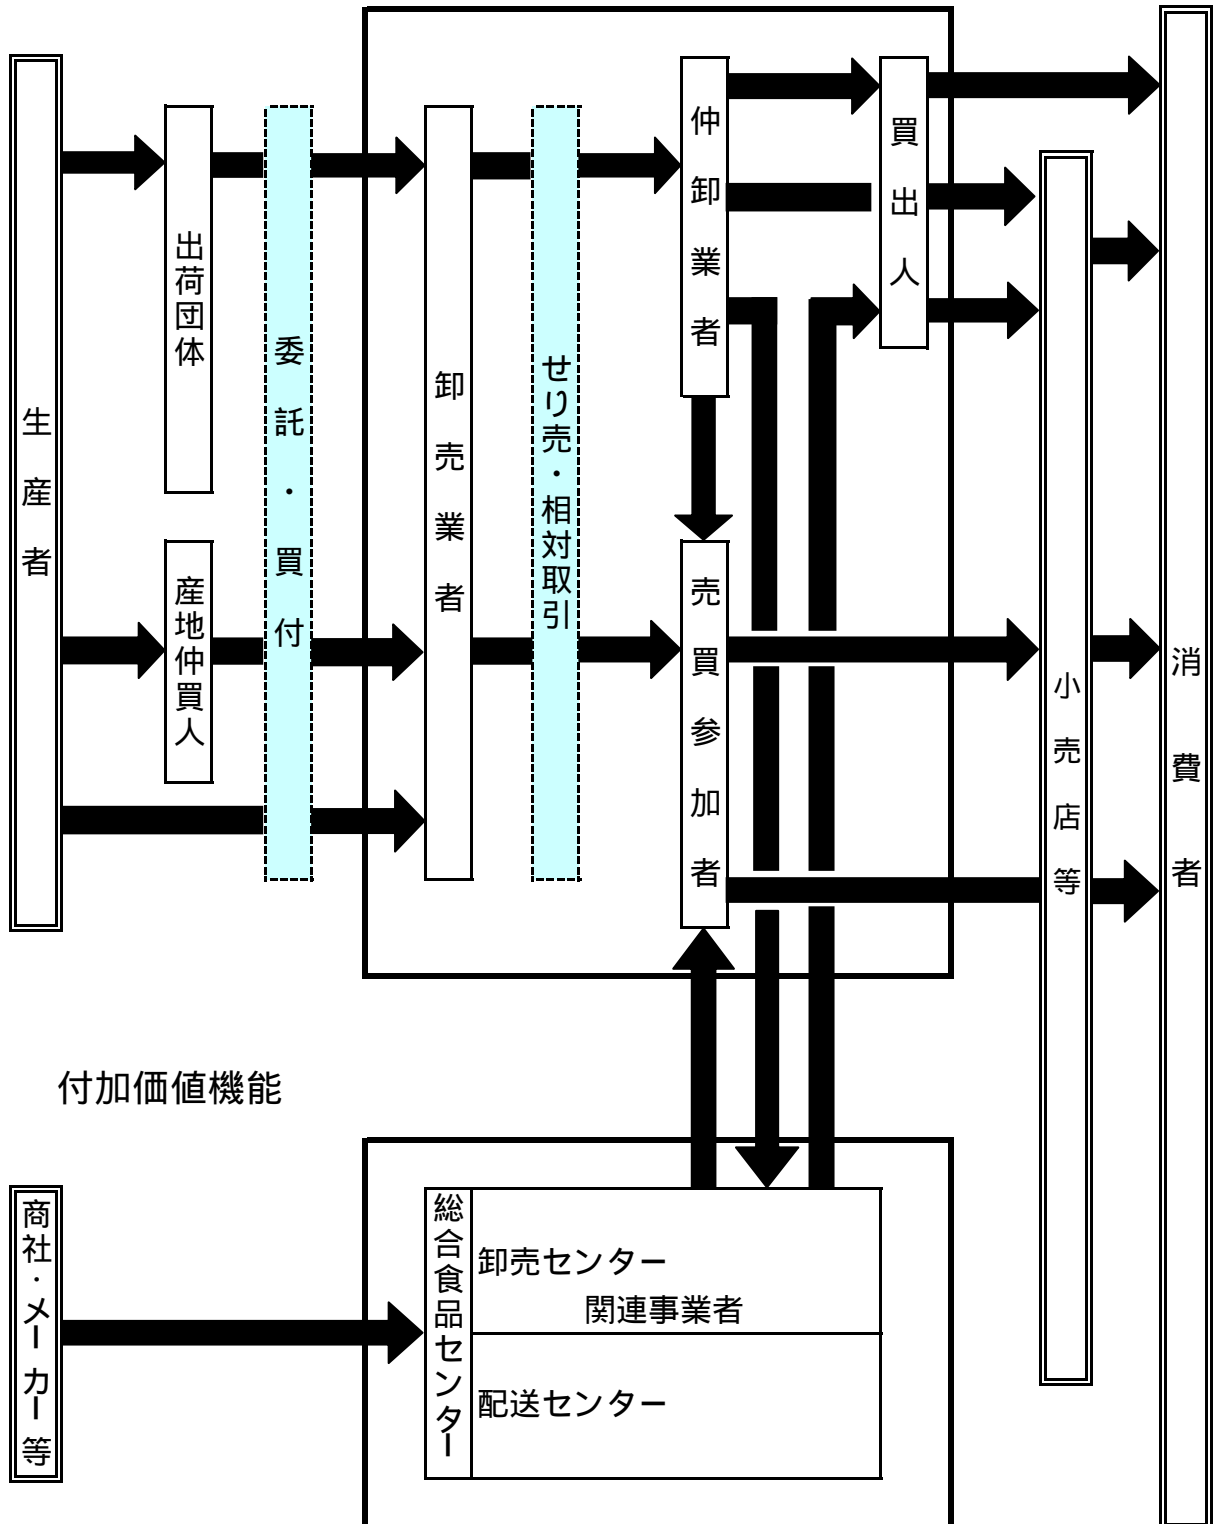 生産者
出荷団体
産地仲買人
委託・買付
卸売業者
せり売・相対取引
仲卸業者
売買参加者
買出人
小売店等
消費者
付加価値機能
商社・メーカー等
総合食品センター
卸売センター
関連事業者
配送センター